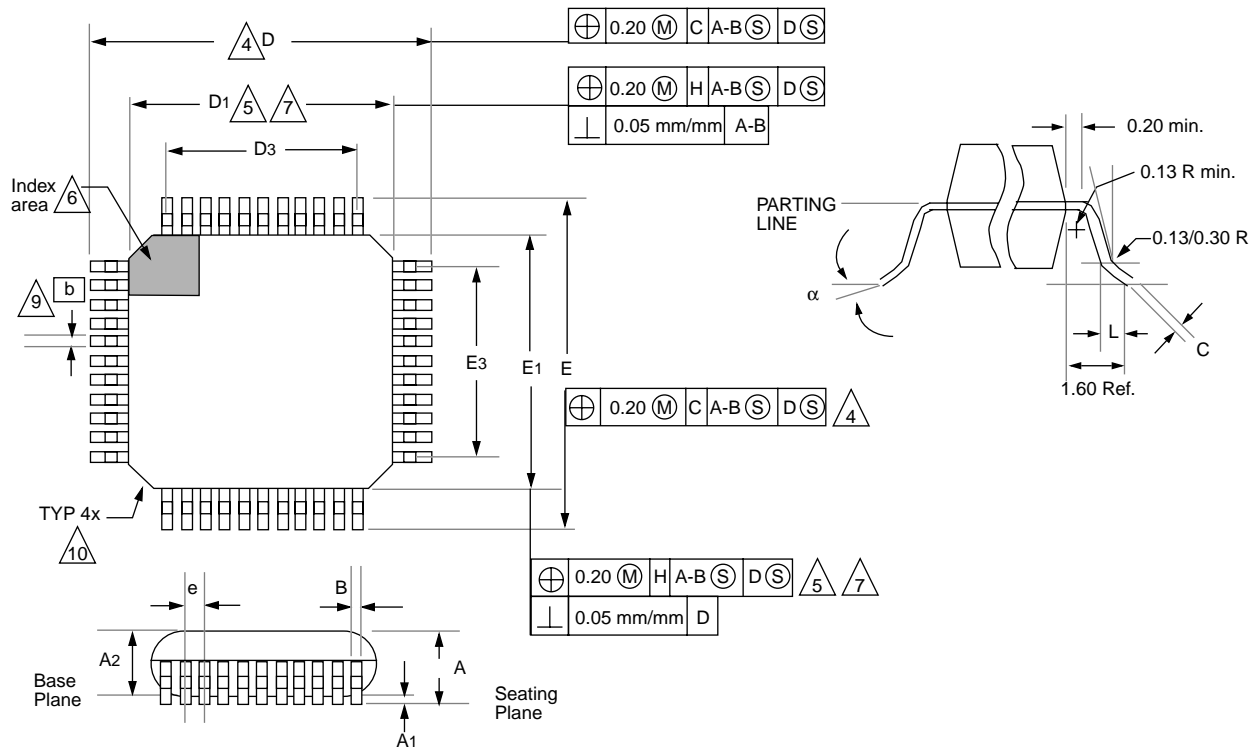 4 D
⌖ 0.20 Ⓜ C A-B Ⓢ D Ⓢ
D1 5 7
⌖ 0.20 Ⓜ H A-B Ⓢ D Ⓢ
⊥ 0.05 mm/mm A-B
D3
0.20 min.
0.13 R min.
Index
area 6
PARTING
LINE
0.13/0.30 R
9 b
α
L
C
1.60 Ref.
E3
E1
E
⌖ 0.20 Ⓜ C A-B Ⓢ D Ⓢ 4
TYP 4x
10
⌖ 0.20 Ⓜ H A-B Ⓢ D Ⓢ 5 7
⊥ 0.05 mm/mm D
e
B
A2
A
Base
Plane
Seating
Plane
A1